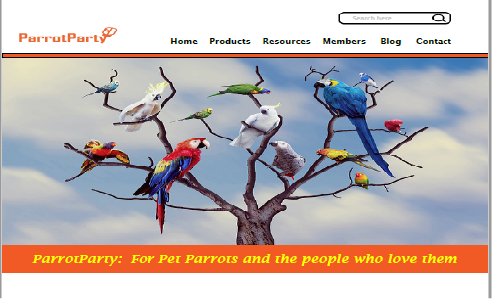 Search here
ParrotParty
Home Products Resources Members Blog Contact
ParrotParty: For Pet Parrots and the people who love them